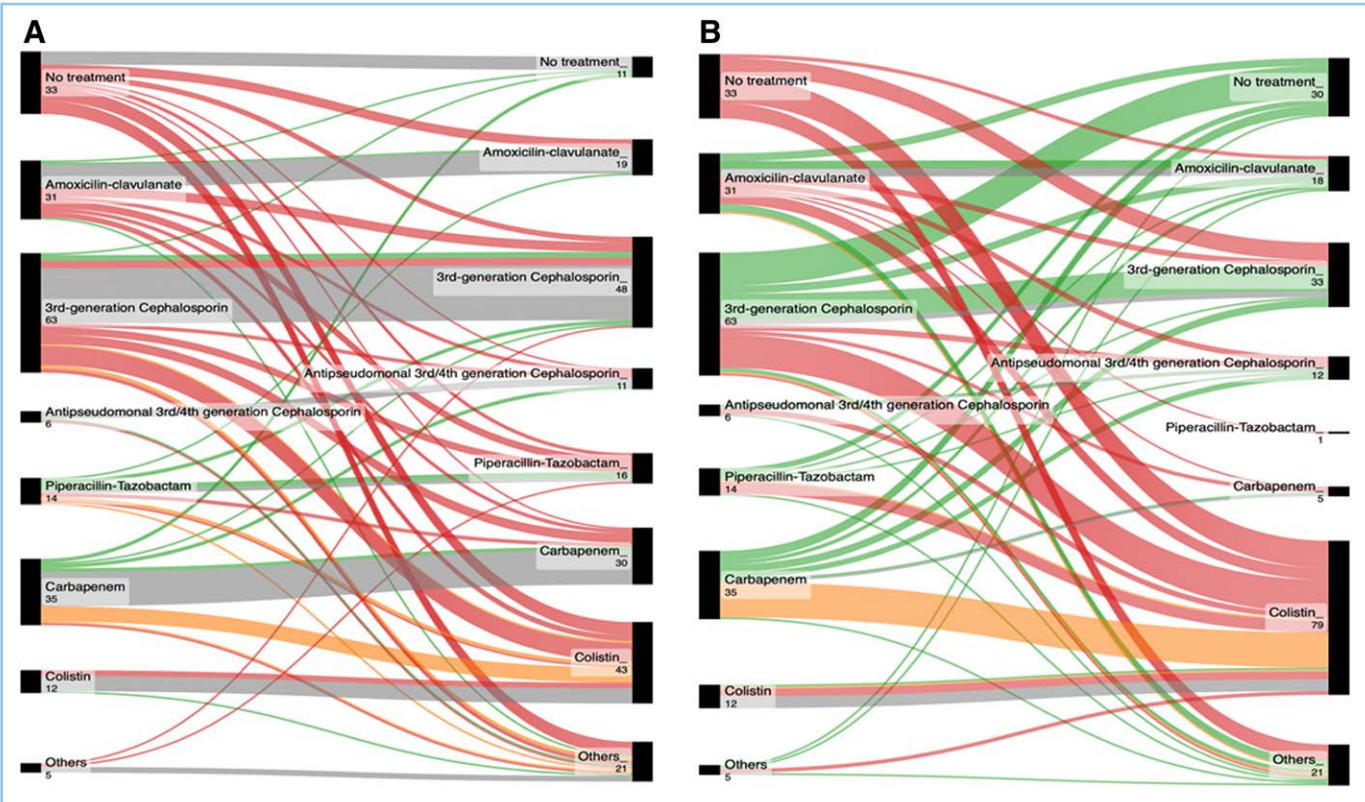 A
No treatment
33
Amoxicilin-clavulanate
31
3rd-generation Cephalosporin
63
Antipseudomonal 3rd/4th generation Cephalosporin
6
Piperacillin-Tazobactam
14
Carbapenem
35
Colistin
12
Others
5
No treatment_
11
Amoxicilin-clavulanate_
19
3rd-generation Cephalosporin_
48
Antipseudomonal 3rd/4th generation Cephalosporin_
11
Piperacillin-Tazobactam_
16
Carbapenem_
30
Colistin_
43
Others_
21
B
No treatment
33
Amoxicilin-clavulanate
31
3rd-generation Cephalosporin
63
Antipseudomonal 3rd/4th generation Cephalosporin
6
Piperacillin-Tazobactam
14
Carbapenem
35
Colistin
12
Others
5
No treatment_
30
Amoxicilin-clavulanate_
18
3rd-generation Cephalosporin_
33
Antipseudomonal 3rd/4th generation Cephalosporin_
12
Piperacillin-Tazobactam_
1
Carbapenem_
5
Colistin_
79
Others_
21